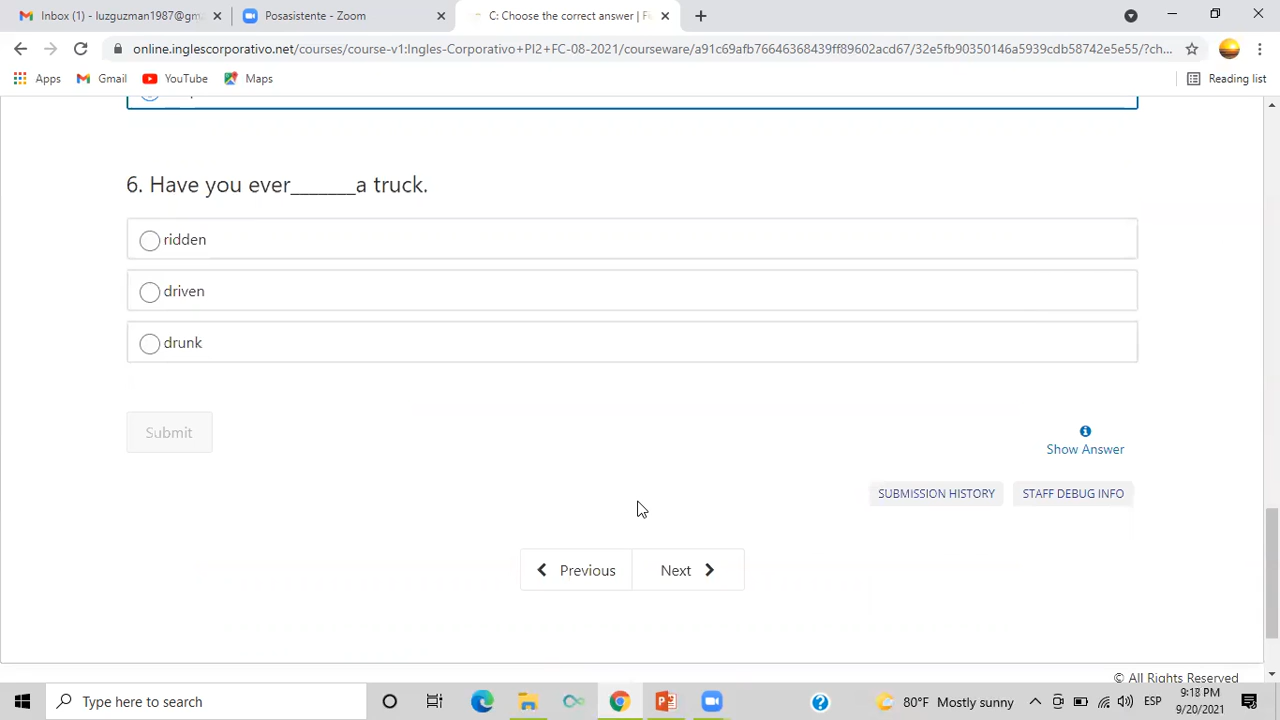 Inbox (1) - luzguzman1987@gma
Posasistente - Zoom
C: Choose the correct answer | Fi
online.inglescorporativo.net/courses/course-v1:Ingles-Corporativo+PI2+FC-08-2021/courseware/a91c69afb76646368439ff89602acd67/32e5fb90350146a5939cdb58742e5e55/?ch...
Apps
Gmail
YouTube
Maps
Reading list
6. Have you ever_______a truck.
ridden
driven
drunk
Submit
Show Answer
SUBMISSION HISTORY
STAFF DEBUG INFO
Previous
Next
© All Rights Reserved
Type here to search
80°F Mostly sunny
ESP
9:18 PM
9/20/2021